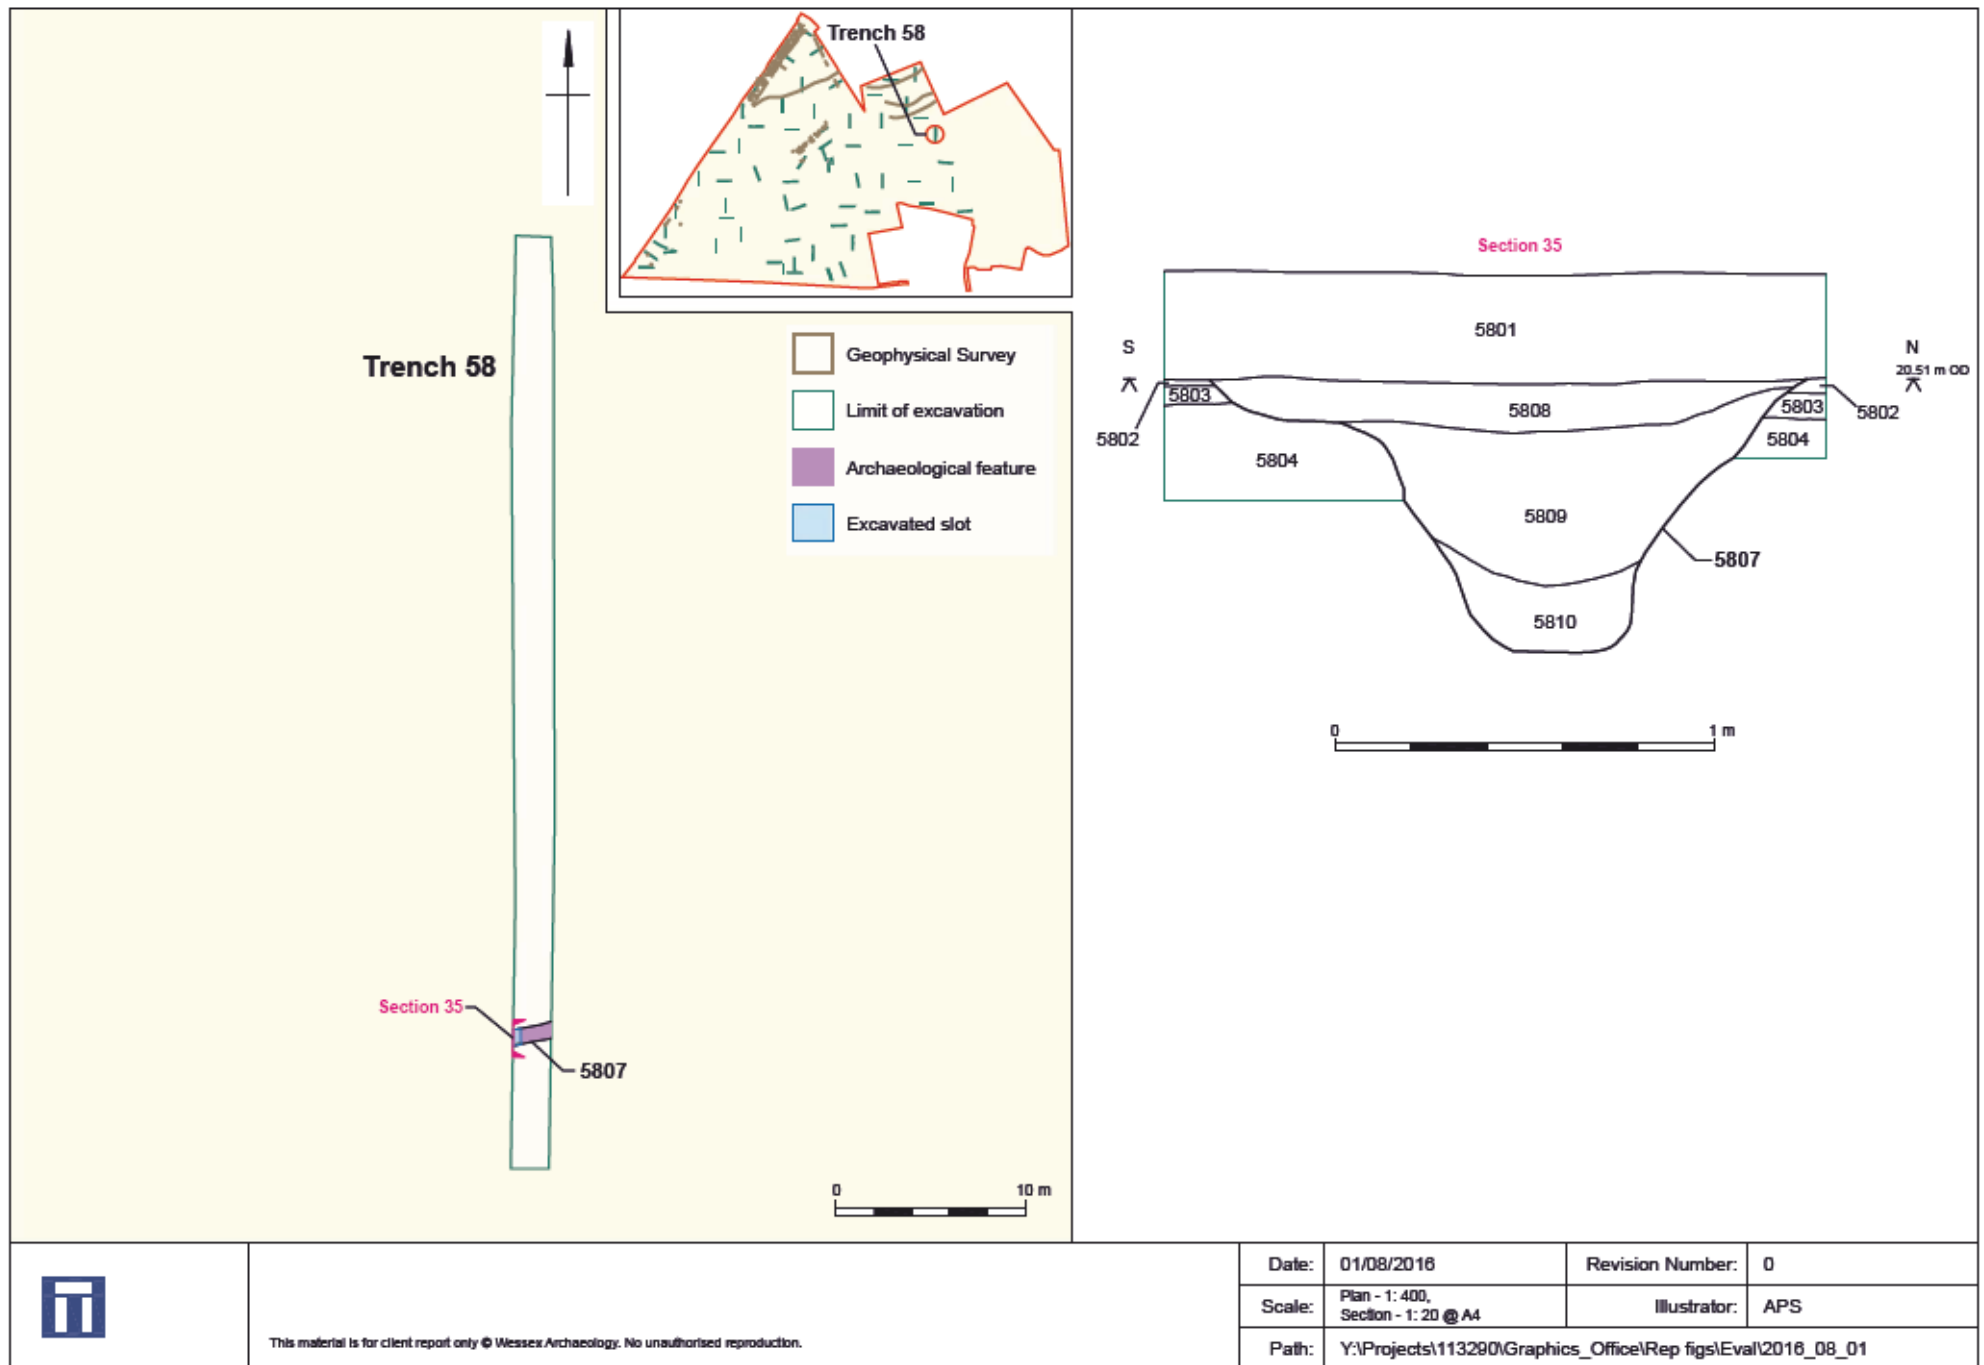 Trench 58
Trench 58
Geophysical Survey
Limit of excavation
Archaeological feature
Excavated slot
Section 35
5807
0 10 m
Section 35
5801
S
N
20.51 m OD
5803
5802
5808
5803
5802
5804
5804
5809
5807
5810
0 1 m
Date: 01/08/2016 Revision Number: 0
Scale: Plan - 1: 400,
Section - 1: 20 @ A4
Illustrator: APS
Path: Y:\Projects\113290\Graphics_Office\Rep figs\Eval\2016_08_01
This material is for client report only © Wessex Archaeology. No unauthorised reproduction.